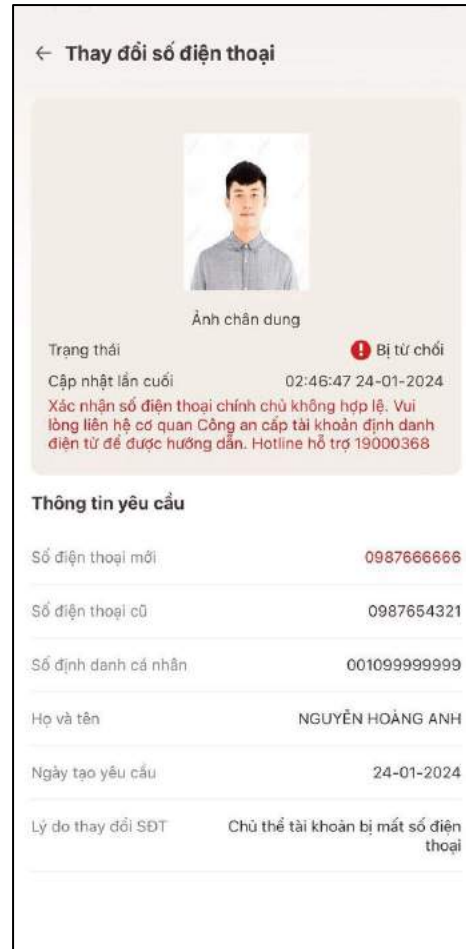 ← Thay đổi số điện thoại
Ảnh chân dung
Trạng thái Bị từ chối
Cập nhật lần cuối 02:46:47 24-01-2024
Xác nhận số điện thoại chính chủ không hợp lệ. Vui
lòng liên hệ cơ quan Công an cấp tài khoản định danh
điện tử để được hướng dẫn. Hotline hỗ trợ 19000368
Thông tin yêu cầu
Số điện thoại mới 0987666666
Số điện thoại cũ 0987654321
Số định danh cá nhân 001099999999
Họ và tên NGUYỄN HOÀNG ANH
Ngày tạo yêu cầu 24-01-2024
Lý do thay đổi SĐT Chủ thể tài khoản bị mất số điện
thoại